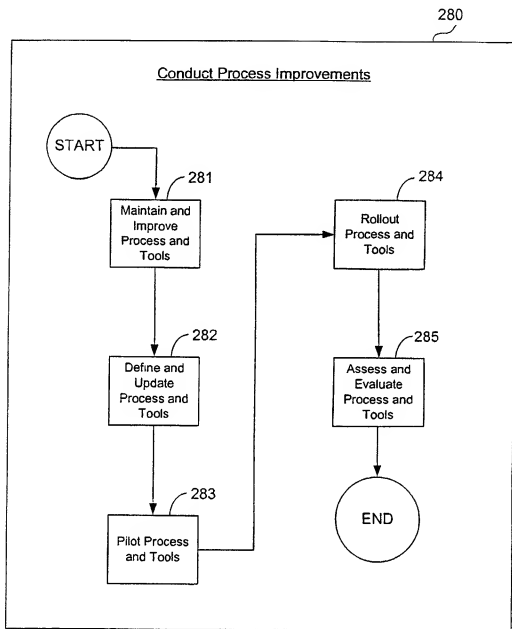 280
Conduct Process Improvements
START
281
Maintain and
Improve
Process and
Tools
282
Define and
Update
Process and
Tools
283
Pilot Process
and Tools
284
Rollout
Process and
Tools
285
Assess and
Evaluate
Process and
Tools
END